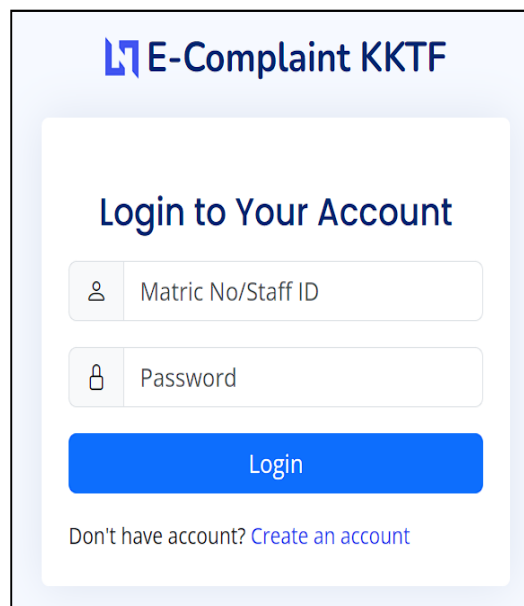 E-Complaint KKTF
Login to Your Account
Matric No/Staff ID
Password
Login
Don't have account? Create an account